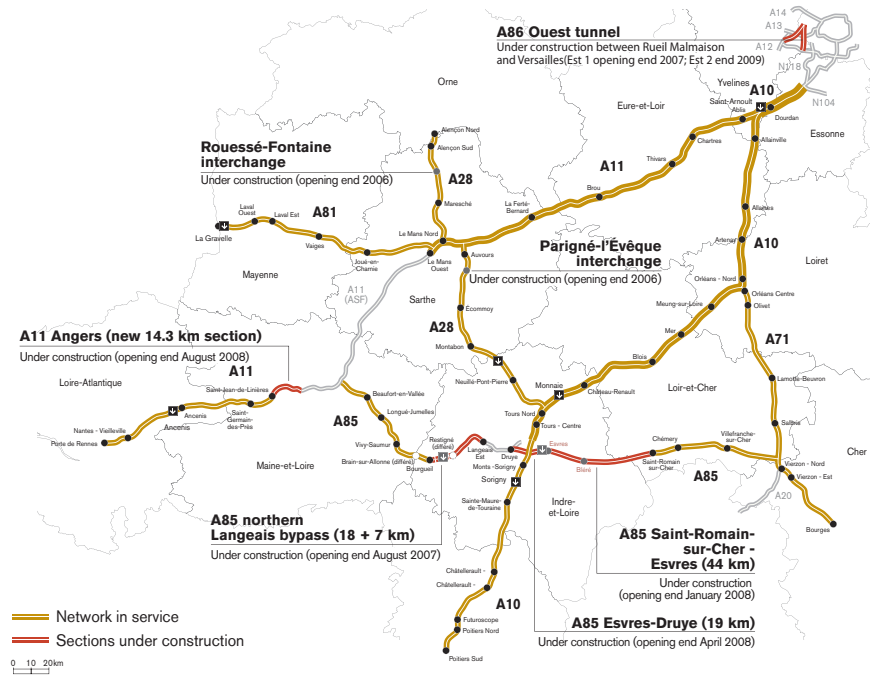 A14
A13
A12
A86 Ouest tunnel
Under construction between Rueil Malmaison
and Versailles(Est 1 opening end 2007; Est 2 end 2009)
N118
N104
Yvelines
A10
Saint-Arnoult
Ablis
Dourdan
Essonne
Orne
Eure-et-Loir
Allainville
Chartres
Thivars
A11
Brou
La Ferté-
Bernard
Alençon Nord
Alençon Sud
Rouessé-Fontaine
interchange
Under construction (opening end 2006)
A28
Maresché
Laval
Ouest
Laval Est
A81
La Gravelle
Vaiges
Joué-en-
Charnie
Le Mans Nord
Le Mans
Ouest
Auvours
Mayenne
A11
(ASF)
Sarthe
Parigné-l'Évêque
interchange
Under construction (opening end 2006)
Allaines
Artenay
A10
Loiret
Orléans - Nord
Orléans Centre
Olivet
Meung-sur-Loire
Mer
Blois
Écommoy
A28
Montabon
Neuillé-Pont-Pierre
Monnaie
Château-Renault
Loir-et-Cher
A71
Lamotte-Beuvron
Salbris
A11 Angers (new 14.3 km section)
Under construction (opening end August 2008)
Loire-Atlantique
A11
Saint-Jean-de-Linières
Saint-
Germain-
des-Prés
Ancenis
Ancenis
Nantes - Vieilleville
Porte de Rennes
Maine-et-Loire
A85
Beaufort-en-Vallée
Longué-Jumelles
Vivy-Saumur
Brain-sur-Allonne (différé)
Bourgueil
Restigné
(différé)
Langeais
Est
Druye
Tours Nord
Tours - Centre
Esvres
Bléré
Monts -Sorigny
Sorigny
Sainte-Maure-
de-Touraine
Indre-
et-Loire
Chémery
Saint-Romain
sur-Cher
Villefranche-
sur-Cher
A85
Vierzon - Nord
Vierzon - Est
A20
Bourges
Cher
A85 northern
Langeais bypass (18 + 7 km)
Under construction (opening end August 2007)
A85 Saint-Romain-
sur-Cher -
Esvres (44 km)
Under construction
(opening end January 2008)
A85 Esvres-Druye (19 km)
Under construction (opening end April 2008)
Châtellerault -
Châtellerault -
A10
Futuroscope
Poitiers Nord
Poitiers Sud
Network in service
Sections under construction
0 10 20km